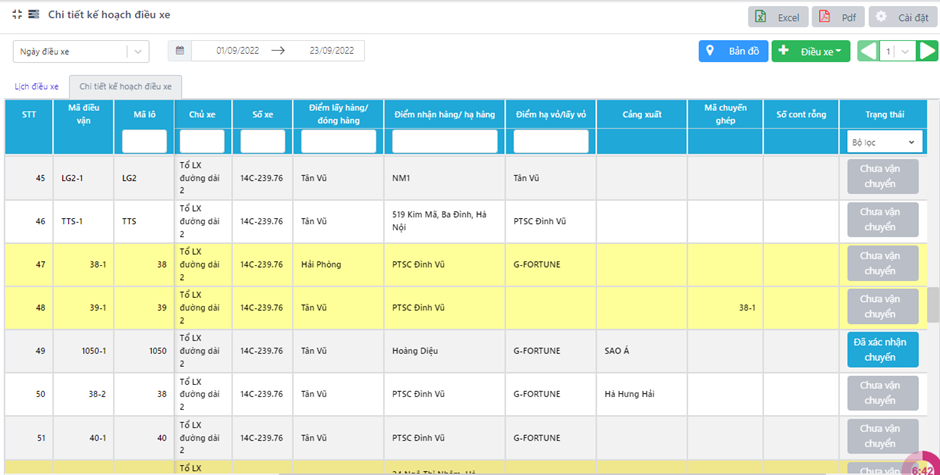 Chi tiết kế hoạch điều xe
Excel
Pdf
Cài đặt
Ngày điều xe
01/09/2022
23/09/2022
Bản đồ
Điều xe
1
Lịch điều xe
Chi tiết kế hoạch điều xe
STT
Mã điều
vận
Mã lô
Chủ xe
Số xe
Điểm lấy hàng/
đóng hàng
Điểm nhận hàng/ hạ hàng
Điểm hạ vỏ/lấy vỏ
Cảng xuất
Mã chuyến
ghép
Số cont rỗng
Trạng thái
Bộ lọc
45
LG2-1
LG2
Tổ LX
đường dài
2
14C-239.76
Tân Vũ
NM1
Tân Vũ
Chưa vận
chuyển
46
TTS-1
TTS
Tổ LX
đường dài
2
14C-239.76
Tân Vũ
519 Kim Mã, Ba Đình, Hà
Nội
PTSC Đình Vũ
Chưa vận
chuyển
47
38-1
38
Tổ LX
đường dài
2
14C-239.76
Hải Phòng
PTSC Đình Vũ
G-FORTUNE
Chưa vận
chuyển
48
39-1
39
Tổ LX
đường dài
2
14C-239.76
Tân Vũ
PTSC Đình Vũ
38-1
Chưa vận
chuyển
49
1050-1
1050
Tổ LX
đường dài
2
14C-239.76
Tân Vũ
Hoàng Diệu
G-FORTUNE
SAO Á
Đã xác nhận
chuyến
50
38-2
38
Tổ LX
đường dài
2
14C-239.76
Tân Vũ
PTSC Đình Vũ
G-FORTUNE
Hà Hưng Hải
Chưa vận
chuyển
51
40-1
40
Tổ LX
đường dài
2
14C-239.76
Tân Vũ
PTSC Đình Vũ
G-FORTUNE
Chưa vận
chuyển
Tổ LX
Chưa vận
6:42